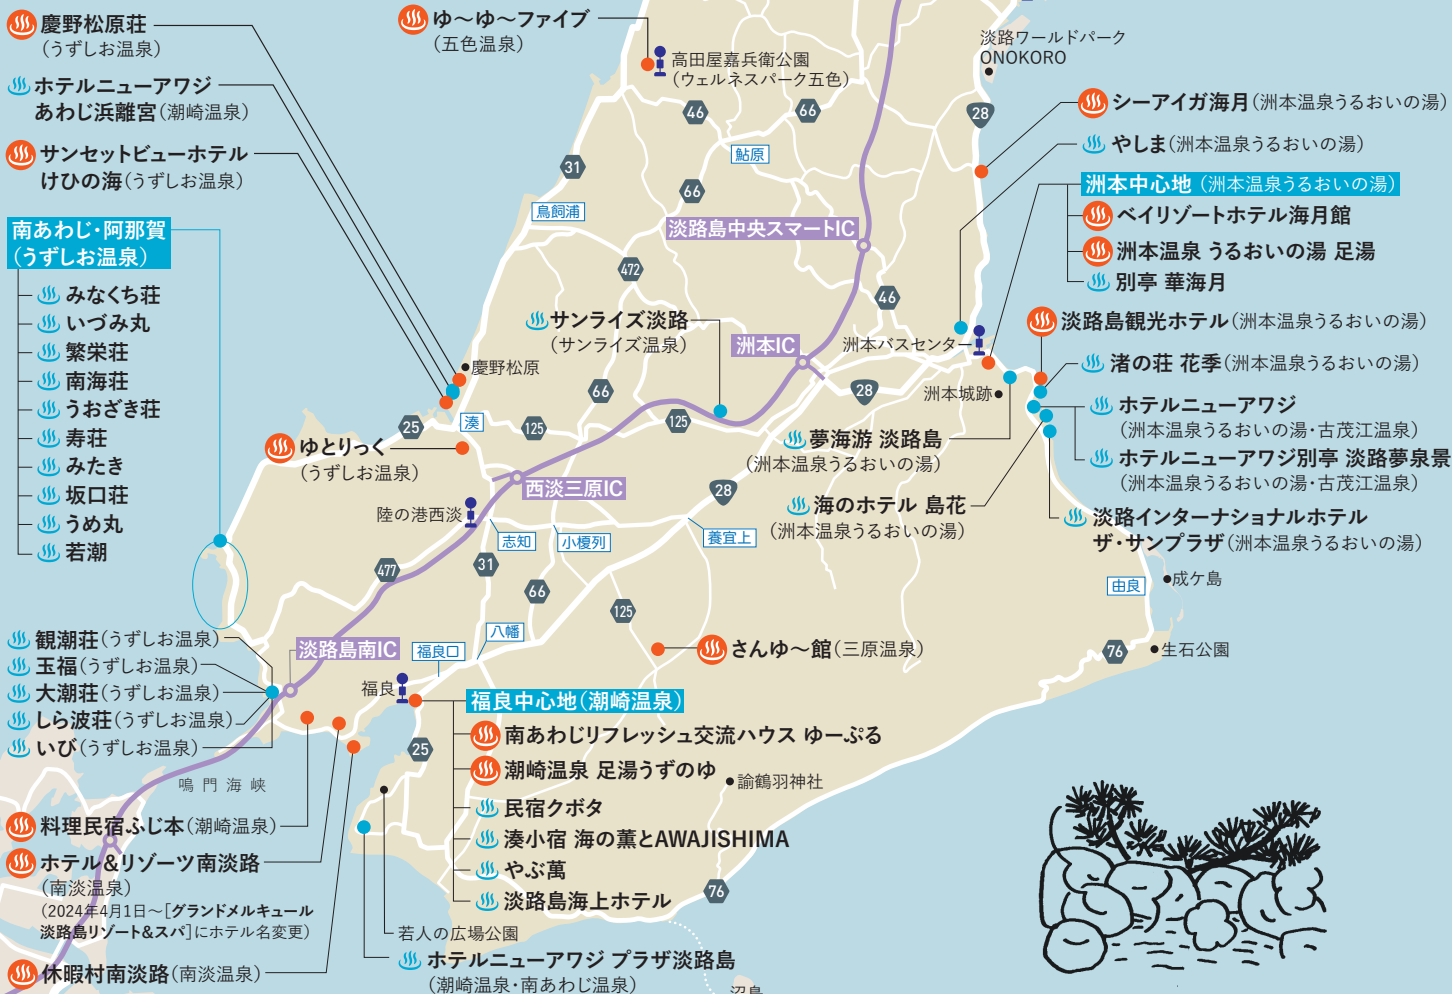 慶野松原荘
(うずしお温泉)
ホテルニューアワジ
あわじ浜離宮(潮崎温泉)
サンセットビューホテル
けひの海(うずしお温泉)
南あわじ・阿那賀
(うずしお温泉)
みなくち荘
いづみ丸
繁栄荘
南海荘
うおざき荘
寿荘
みたき
坂口荘
うめ丸
若潮
観潮荘(うずしお温泉)
玉福(うずしお温泉)
大潮荘(うずしお温泉)
しら波荘(うずしお温泉)
いび(うずしお温泉)
鳴門海峡
料理民宿ふじ本(潮崎温泉)
ホテル&リゾーツ南淡路
(南淡温泉)
(2024年4月1日〜[グランドメルキュール
淡路島リゾート&スパ]にホテル名変更)
休暇村南淡路(南淡温泉)
ゆ〜ゆ〜ファイブ
(五色温泉)
高田屋嘉兵衛公園
(ウェルネスパーク五色)
46
66
鮎原
31
66
鳥飼浦
淡路島中央スマートIC
472
46
サンライズ淡路
(サンライズ温泉)
洲本IC
慶野松原
66
28
25
湊
125
125
ゆとりっく
(うずしお温泉)
西淡三原IC
28
陸の港西淡
志知
小榎列
養宜上
477
31
66
125
八幡
福良口
淡路島南IC
福良
さんゆ〜館(三原温泉)
福良中心地(潮崎温泉)
南あわじリフレッシュ交流ハウス ゆーぷる
潮崎温泉 足湯うずのゆ
民宿クボタ
湊小宿 海の薫とAWAJISHIMA
やぶ萬
淡路島海上ホテル
25
諭鶴羽神社
76
若人の広場公園
ホテルニューアワジ プラザ淡路島
(潮崎温泉・南あわじ温泉)
沼島
淡路ワールドパーク
ONOKORO
28
シーアイガ海月(洲本温泉うるおいの湯)
やしま(洲本温泉うるおいの湯)
洲本中心地(洲本温泉うるおいの湯)
ベイリゾートホテル海月館
洲本温泉 うるおいの湯 足湯
別亭 華海月
淡路島観光ホテル(洲本温泉うるおいの湯)
洲本バスセンター
渚の荘 花季(洲本温泉うるおいの湯)
洲本城跡
ホテルニューアワジ
(洲本温泉うるおいの湯・古茂江温泉)
夢海游 淡路島
(洲本温泉うるおいの湯)
ホテルニューアワジ別亭 淡路夢泉景
(洲本温泉うるおいの湯・古茂江温泉)
海のホテル 島花
(洲本温泉うるおいの湯)
淡路インターナショナルホテル
ザ・サンプラザ(洲本温泉うるおいの湯)
由良
成ケ島
76
生石公園